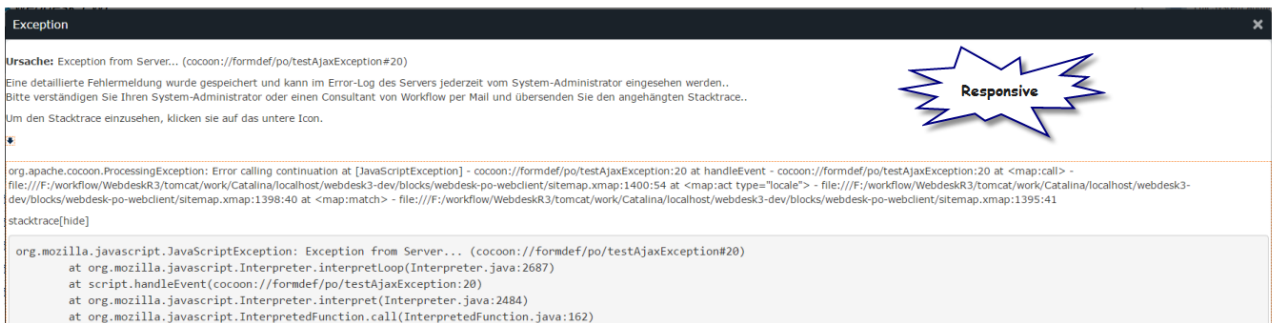 Exception
Ursache: Exception from Server... (cocoon://formdef/po/testAjaxException#20)
Eine detaillierte Fehlermeldung wurde gespeichert und kann im Error-Log des Servers jederzeit vom System-Administrator eingesehen werden..
Bitte verständigen Sie Ihren System-Administrator oder einen Consultant von Workflow per Mail und übersenden Sie den angehängten Stacktrace..
Responsive
Um den Stacktrace einzusehen, klicken sie auf das untere Icon.
org.apache.cocoon.ProcessingException: Error calling continuation at [JavaScriptException] - cocoon://formdef/po/testAjaxException:20 at handleEvent - cocoon://formdef/po/testAjaxException:20 at <map:call> -
file:///F:/workflow/WebdeskR3/tomcat/work/Catalina/localhost/webdesk3-dev/blocks/webdesk-po-webclient/sitemap.xmap:1400:54 at <map:act type="locale"> - file:///F:/workflow/WebdeskR3/tomcat/work/Catalina/localhost/webdesk3-
dev/blocks/webdesk-po-webclient/sitemap.xmap:1398:40 at <map:match> - file:///F:/workflow/WebdeskR3/tomcat/work/Catalina/localhost/webdesk3-dev/blocks/webdesk-po-webclient/sitemap.xmap:1395:41
stacktrace[hide]
org.mozilla.javascript.JavaScriptException: Exception from Server... (cocoon://formdef/po/testAjaxException#20)
at org.mozilla.javascript.Interpreter.interpretLoop(Interpreter.java:2687)
at script.handleEvent(cocoon://formdef/po/testAjaxException:20)
at org.mozilla.javascript.Interpreter.interpret(Interpreter.java:2484)
at org.mozilla.javascript.InterpretedFunction.call(InterpretedFunction.java:162)